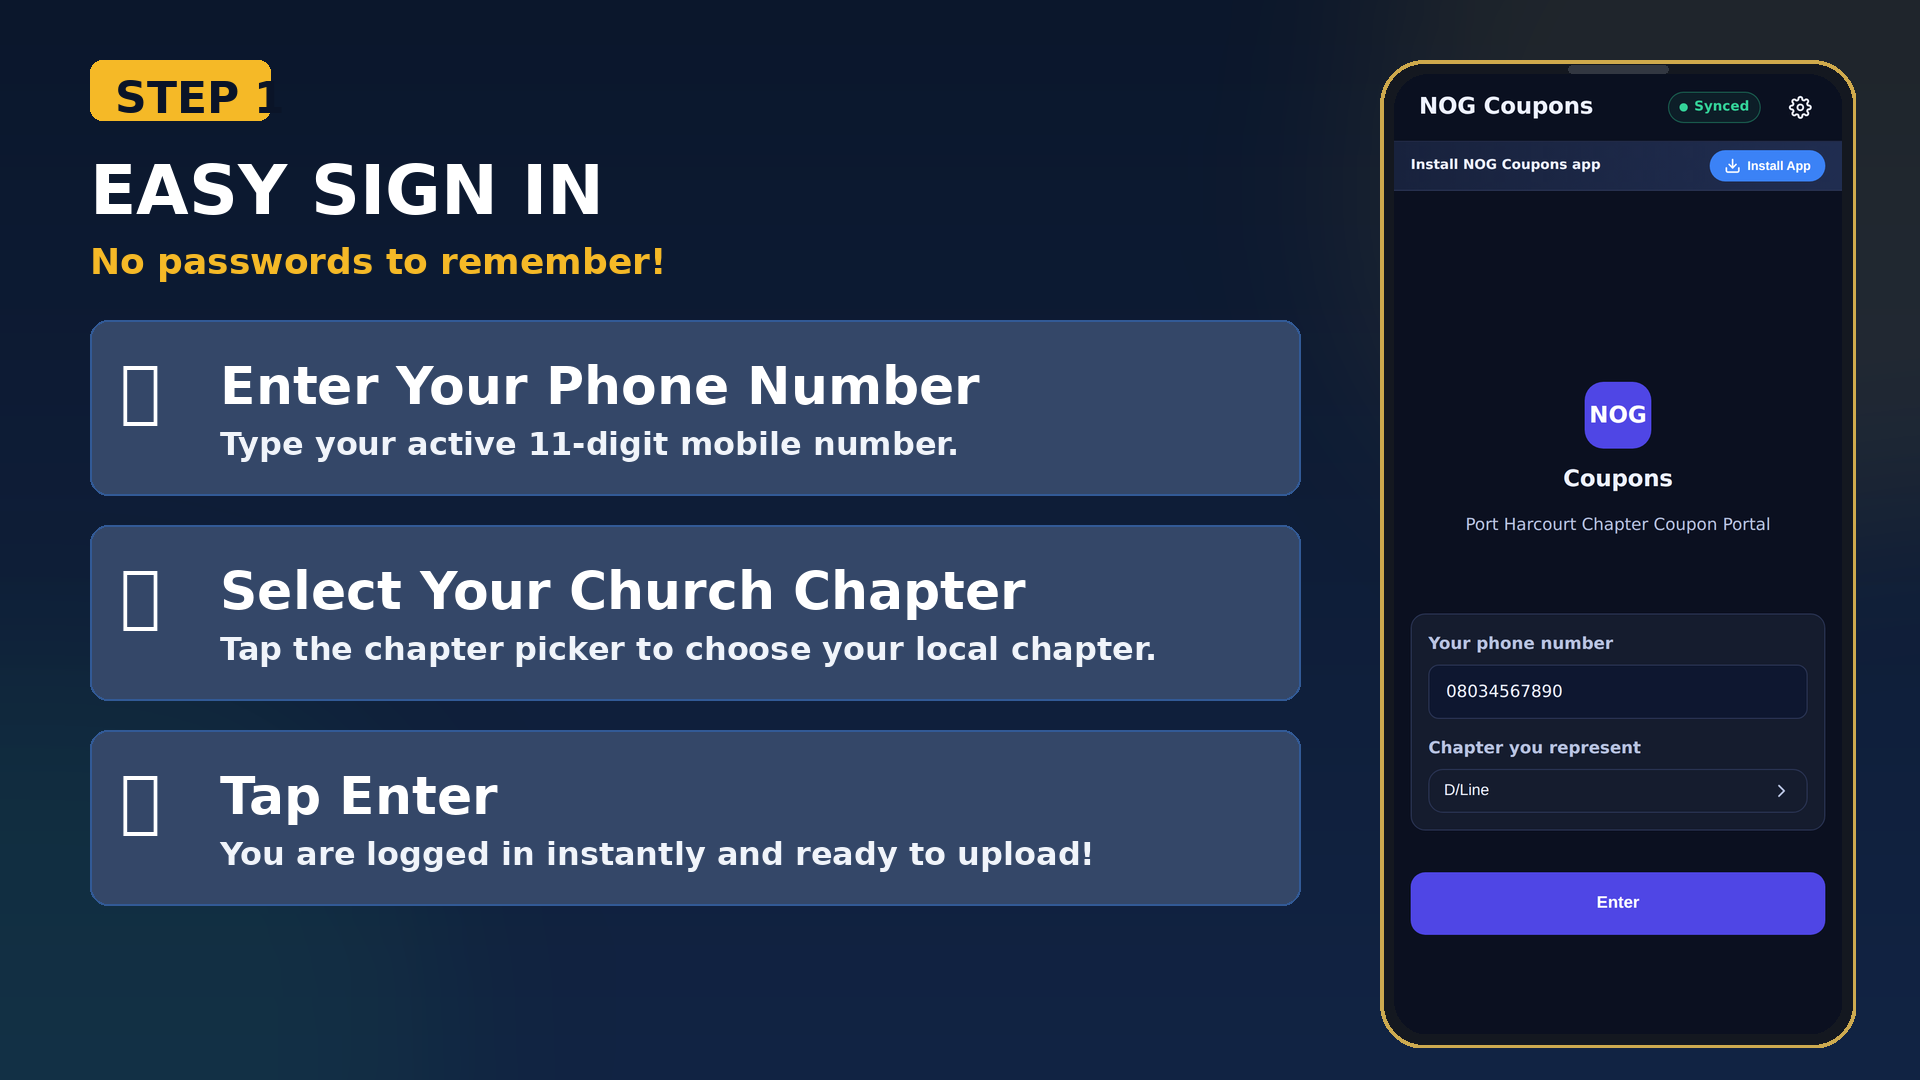 STEP 1
EASY SIGN IN
No passwords to remember!
Enter Your Phone Number
Type your active 11-digit mobile number.
Select Your Church Chapter
Tap the chapter picker to choose your local chapter.
Tap Enter
You are logged in instantly and ready to upload!
NOG Coupons
Synced
Install NOG Coupons app
Install App
NOG
Coupons
Port Harcourt Chapter Coupon Portal
Your phone number
08034567890
Chapter you represent
D/Line
Enter